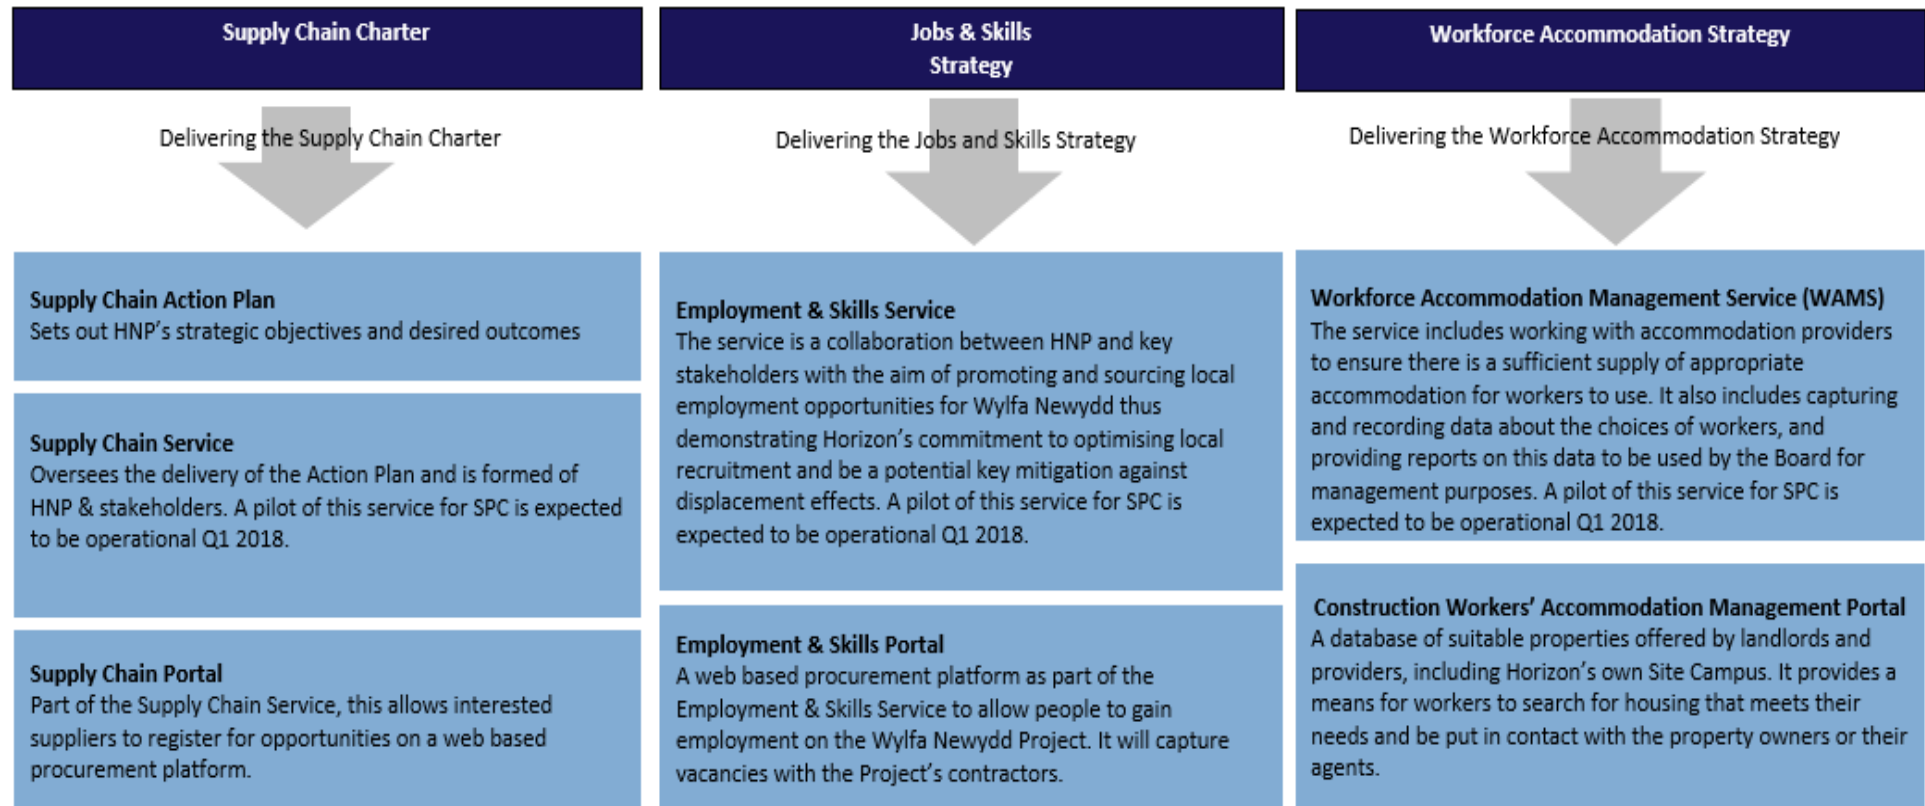 Supply Chain Charter
Delivering the Supply Chain Charter
Supply Chain Action Plan
Sets out HNP's strategic objectives and desired outcomes
Supply Chain Service
Oversees the delivery of the Action Plan and is formed of
HNP & stakeholders. A pilot of this service for SPC is expected
to be operational Q1 2018.
Supply Chain Portal
Part of the Supply Chain Service, this allows interested
suppliers to register for opportunities on a web based
procurement platform.
Jobs & Skills
Strategy
Delivering the Jobs and Skills Strategy
Employment & Skills Service
The service is a collaboration between HNP and key
stakeholders with the aim of promoting and sourcing local
employment opportunities for Wylfa Newydd thus
demonstrating Horizon's commitment to optimising local
recruitment and be a potential key mitigation against
displacement effects. A pilot of this service for SPC is
expected to be operational Q1 2018.
Employment & Skills Portal
A web based procurement platform as part of the
Employment & Skills Service to allow people to gain
employment on the Wylfa Newydd Project. It will capture
vacancies with the Project's contractors.
Workforce Accommodation Strategy
Delivering the Workforce Accommodation Strategy
Workforce Accommodation Management Service (WAMS)
The service includes working with accommodation providers
to ensure there is a sufficient supply of appropriate
accommodation for workers to use. It also includes capturing
and recording data about the choices of workers, and
providing reports on this data to be used by the Board for
management purposes. A pilot of this service for SPC is
expected to be operational Q1 2018.
Construction Workers' Accommodation Management Portal
A database of suitable properties offered by landlords and
providers, including Horizon's own Site Campus. It provides a
means for workers to search for housing that meets their
needs and be put in contact with the property owners or their
agents.